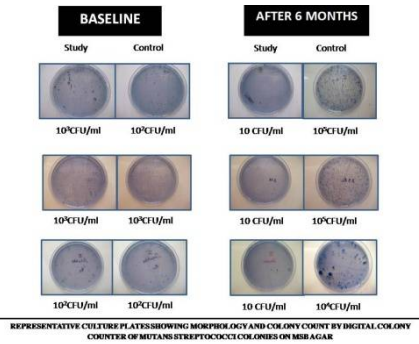 BASELINE
AFTER 6 MONTHS
Study Control
Study Control
10³CFU/ml 10²CFU/ml
10 CFU/ml 10⁵CFU/ml
10³CFU/ml 10³CFU/ml
10 CFU/ml 10⁵CFU/ml
10²CFU/ml 10²CFU/ml
10 CFU/ml 10⁴CFU/ml
REPRESENTATIVE CULTURE PLATES SHOWING MORPHOLOGY AND COLONY COUNT BY DIGITAL COLONY
COUNTER OF MUTANS STREPTOCOCCI COLONIES ON MSB AGAR